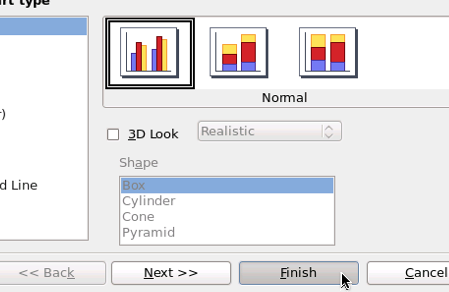 rt type
Normal
)
3D Look
Realistic
Shape
d Line
Box
Cylinder
Cone
Pyramid
<< Back
Next >>
Finish
Cancel